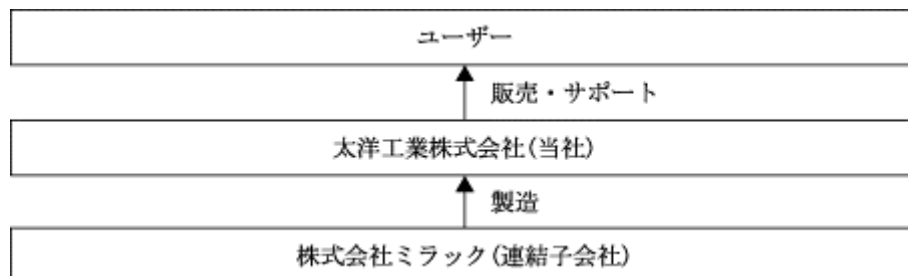 ユーザー
販売・サポート
太洋工業株式会社(当社)
製造
株式会社ミラック(連結子会社)